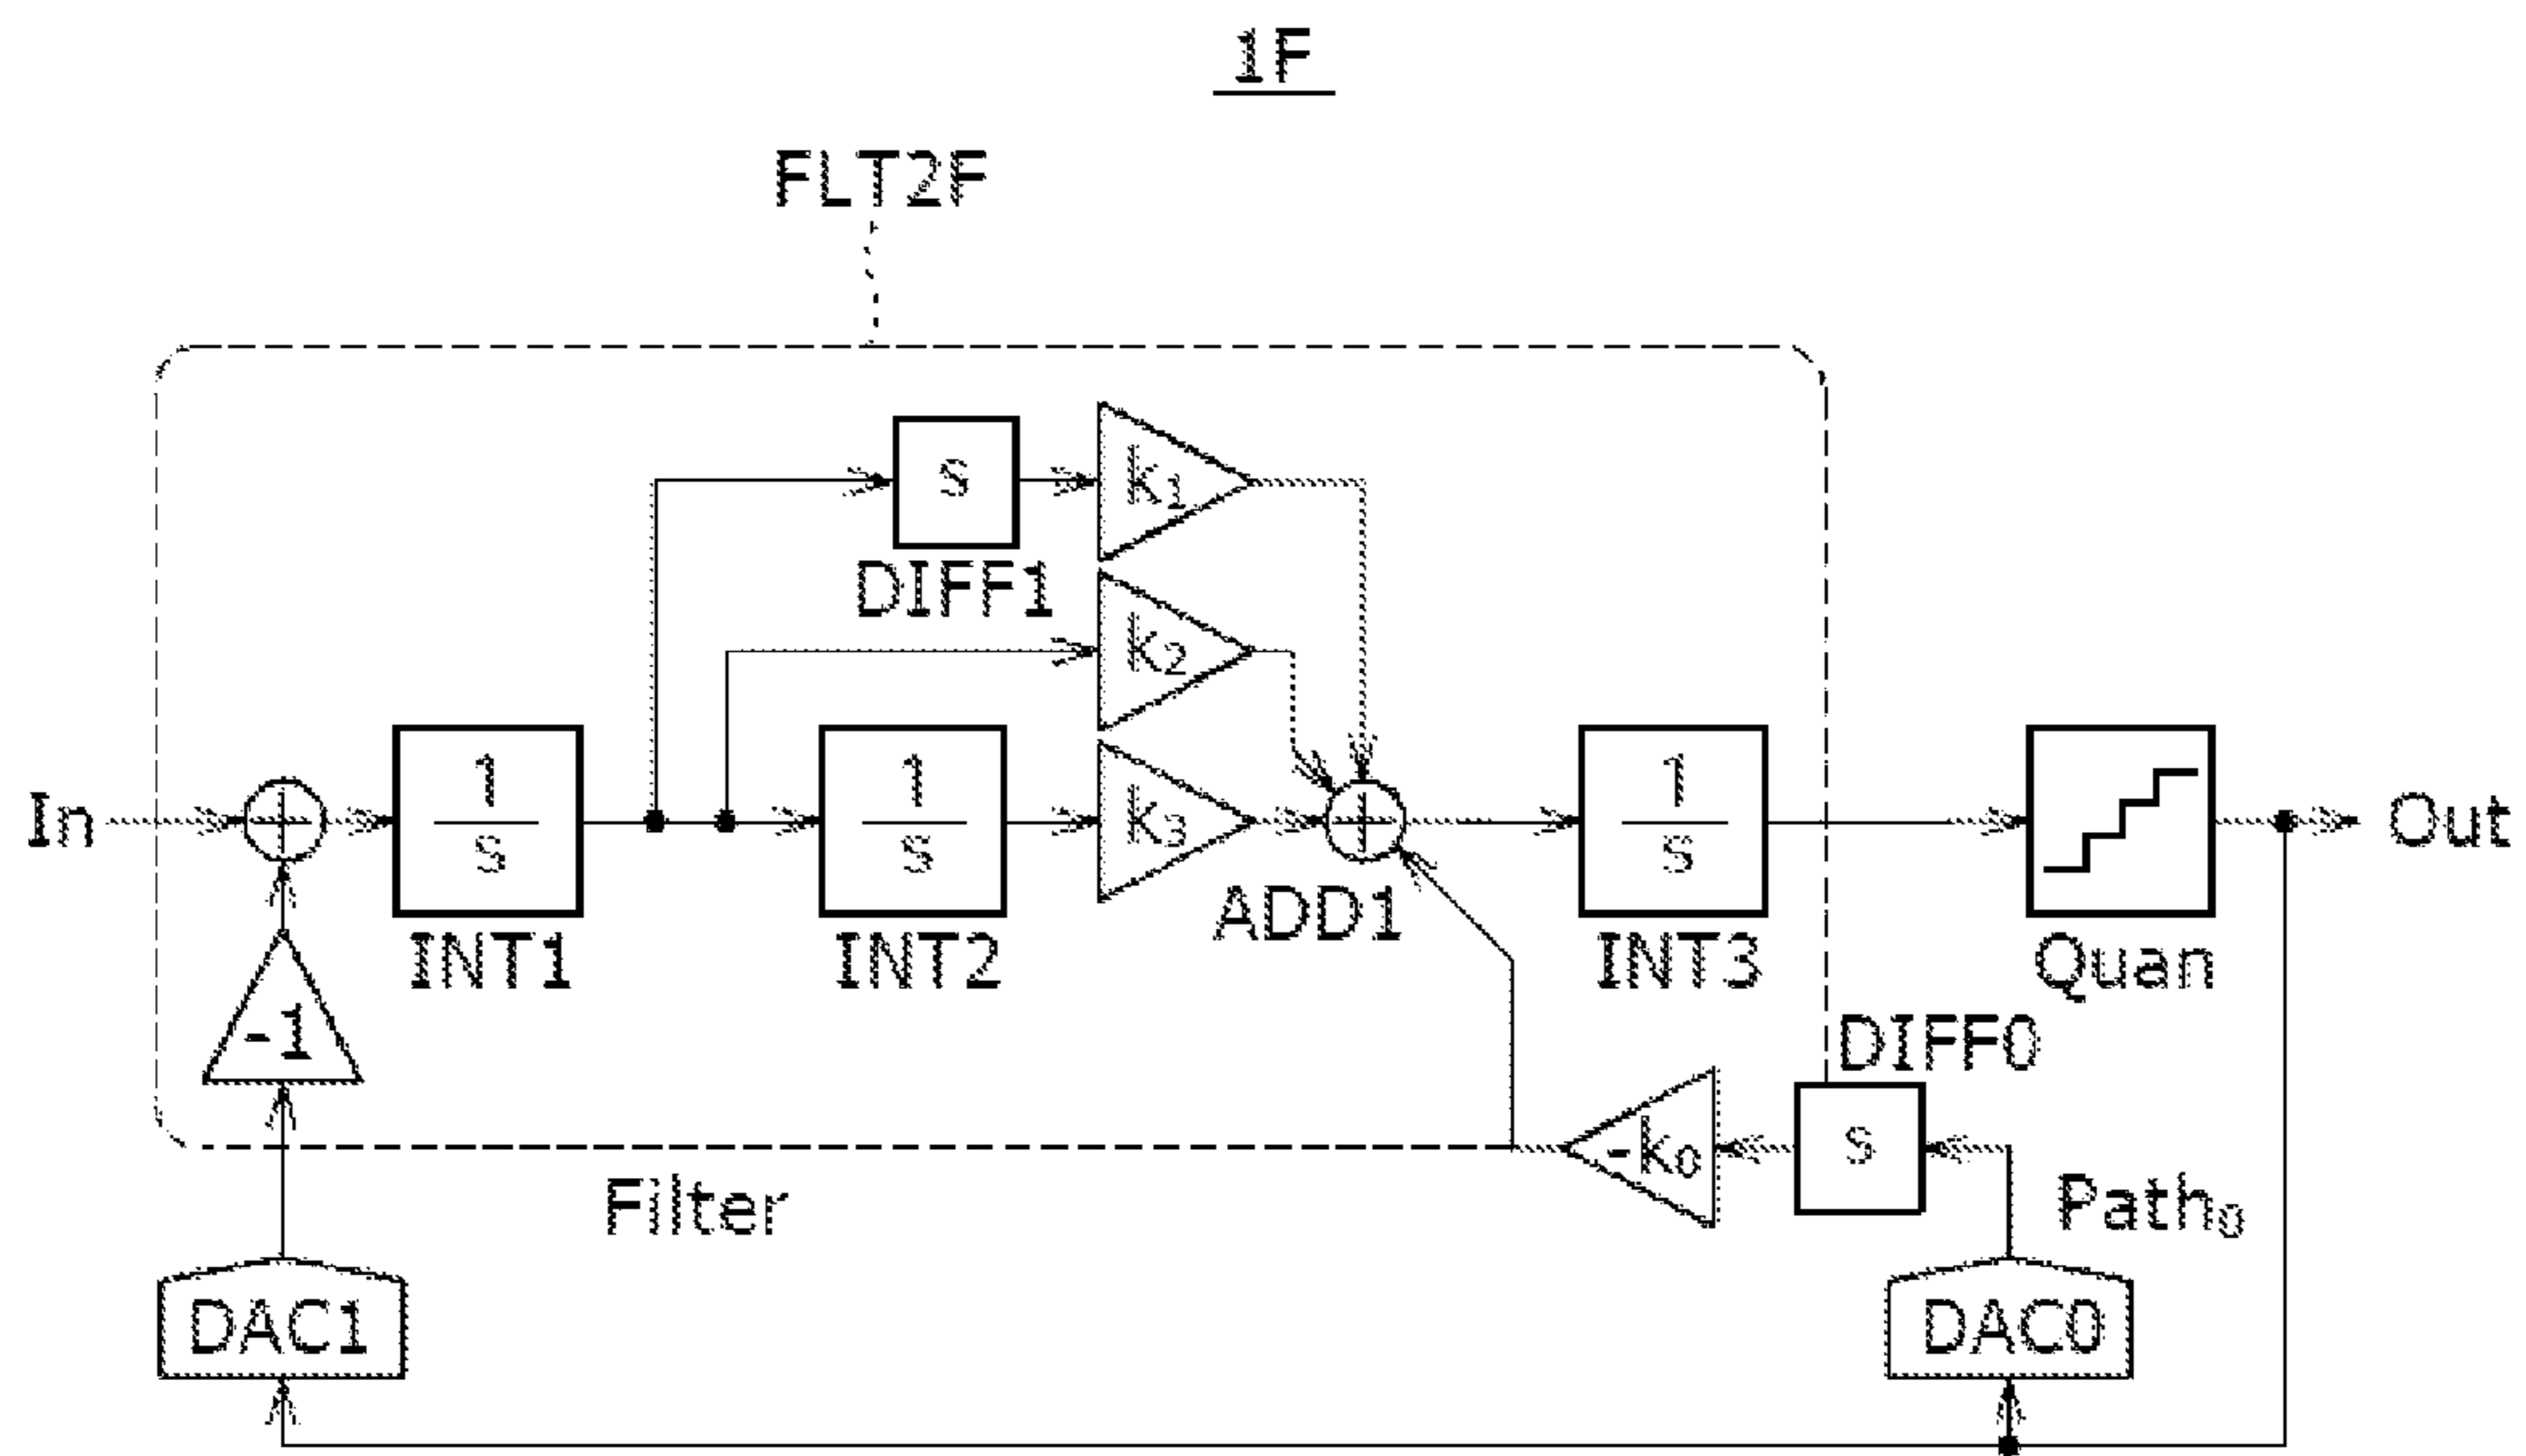 1F
FLT2F
s
k₁
DIFF1
k₂
In
1/s
1/s
k₃
1/s
Out
INT1
INT2
ADD1
INT3
Quan
-1
DIFF0
-k₀
s
Filter
Path₀
DAC1
DAC0